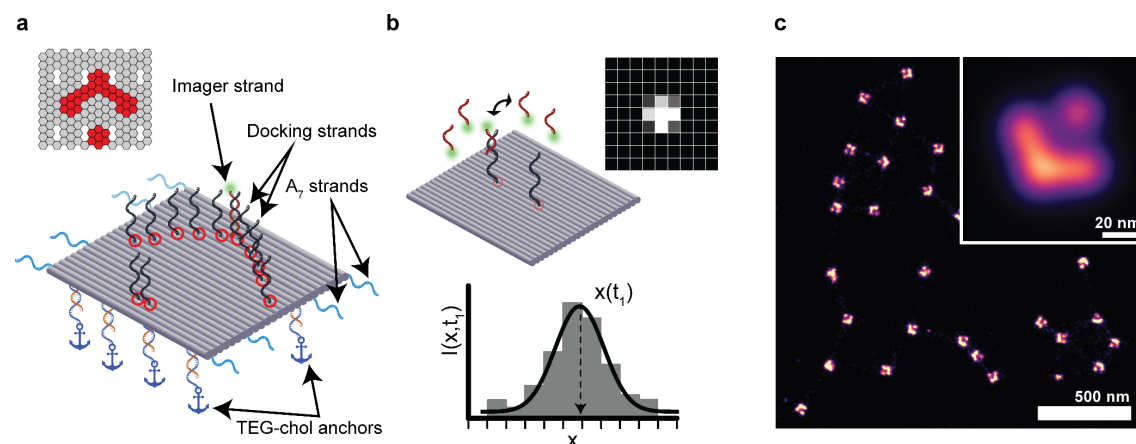 a
Imager strand
Docking strands
A₇ strands
TEG-chol anchors
b
x(t₁)
I(x,t₁)
x
c
20 nm
500 nm